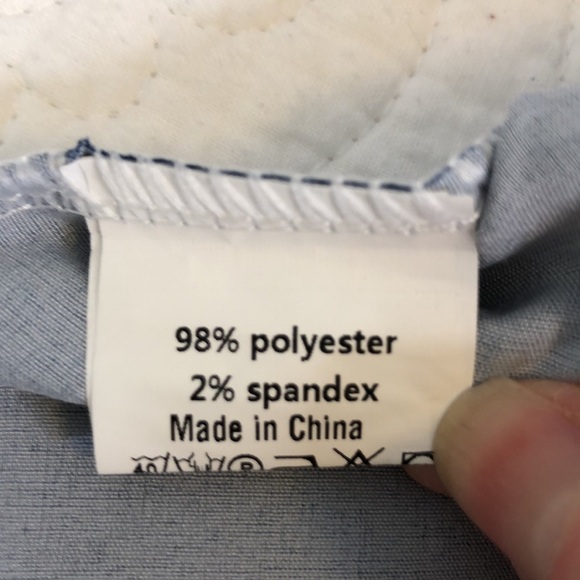 98% polyester
2% spandex
Made in China